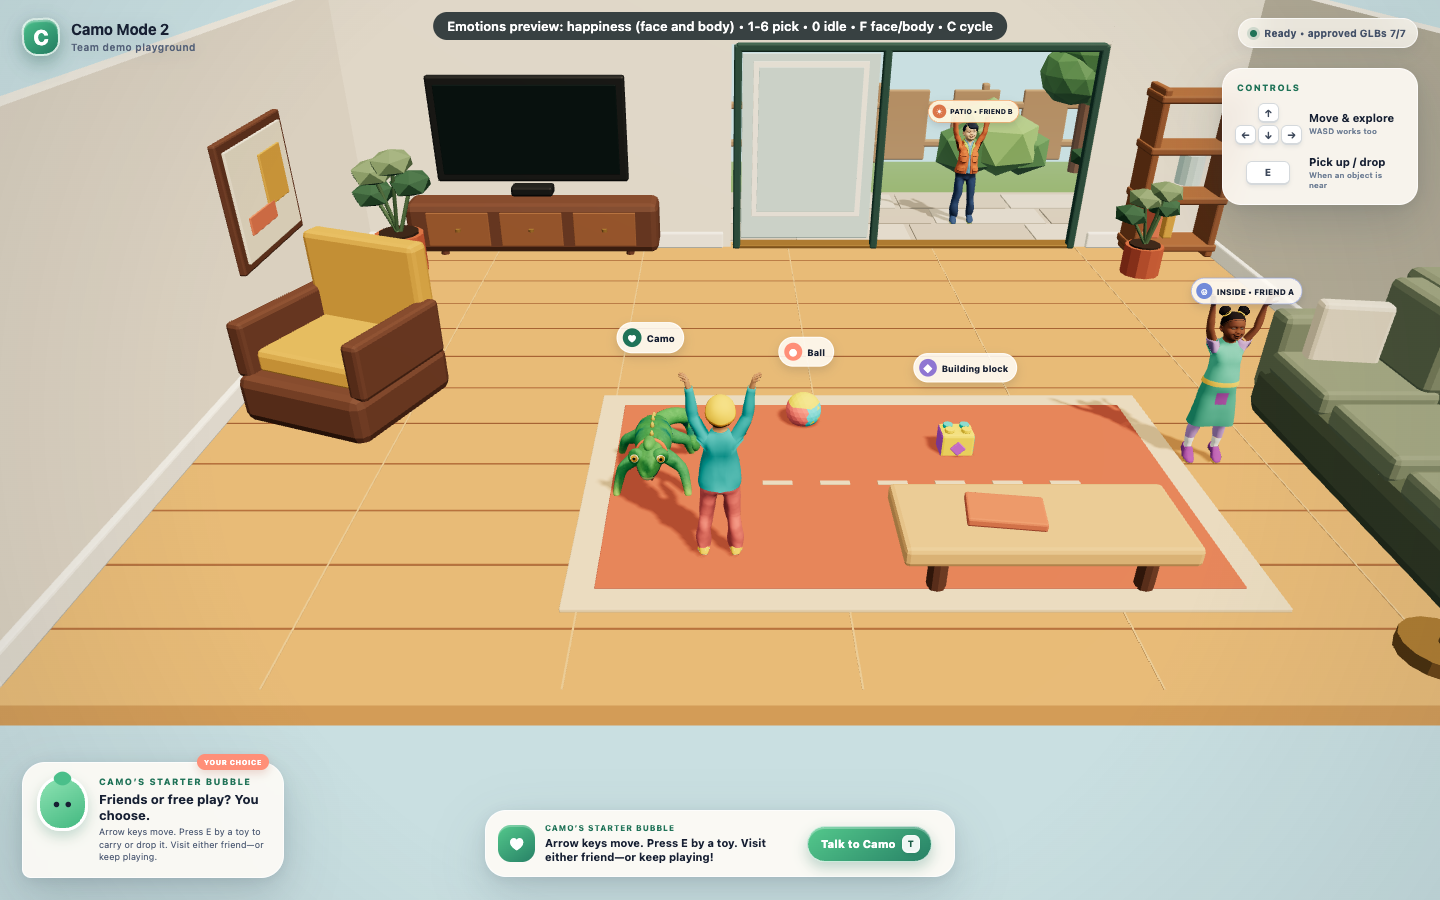 C
Camo Mode 2
Team demo playground
Emotions preview: happiness (face and body) • 1-6 pick • 0 idle • F face/body • C cycle
Ready • approved GLBs 7/7
CONTROLS
↑
← ↓ →
Move & explore
WASD works too
E
Pick up / drop
When an object is
near
PATIO • FRIEND B
INSIDE • FRIEND A
Camo
Ball
Building block
YOUR CHOICE
CAMO'S STARTER BUBBLE
Friends or free play? You
choose.
Arrow keys move. Press E by a toy to
carry or drop it. Visit either friend—or
keep playing.
CAMO'S STARTER BUBBLE
Arrow keys move. Press E by a toy. Visit
either friend—or keep playing!
Talk to Camo T